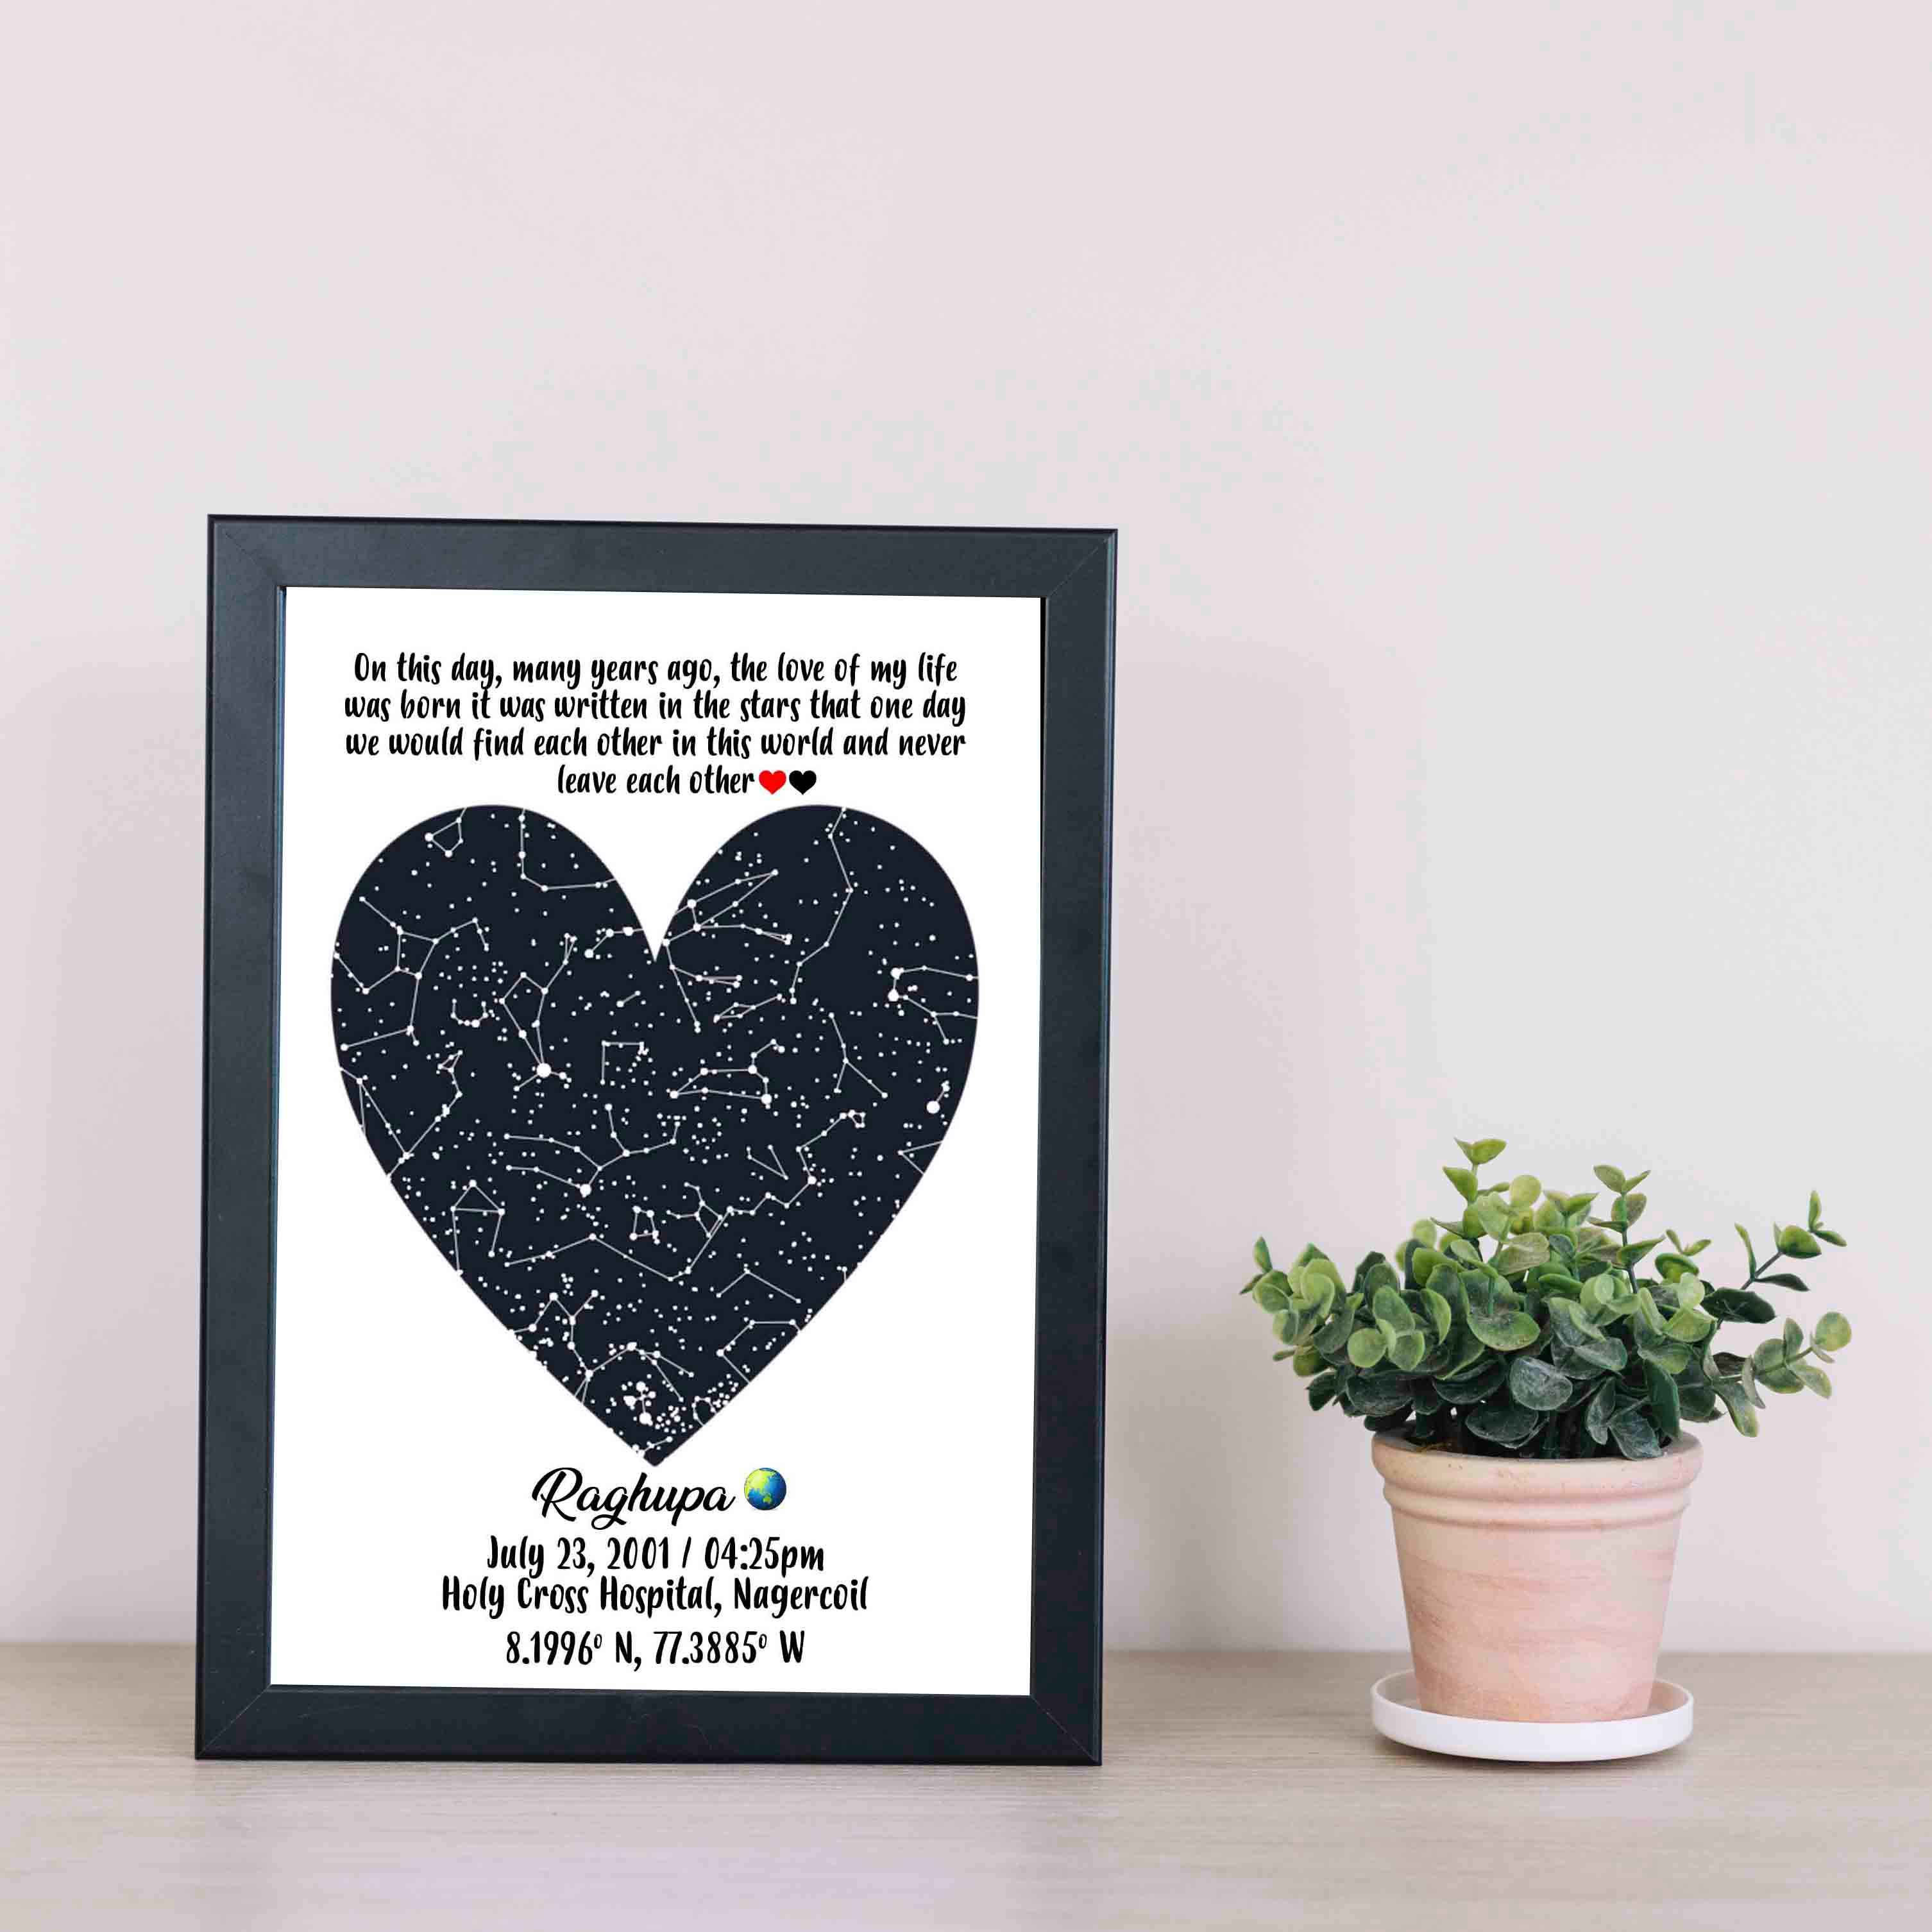 On this day, many years ago, the love of my life
was born it was written in the stars that one day
we would find each other in this world and never
leave each other❤️🖤
Raghupa 🌏
July 23, 2001 / 04:25pm
Holy Cross Hospital, Nagercoil
8.1996⁰ N, 77.3885⁰ W